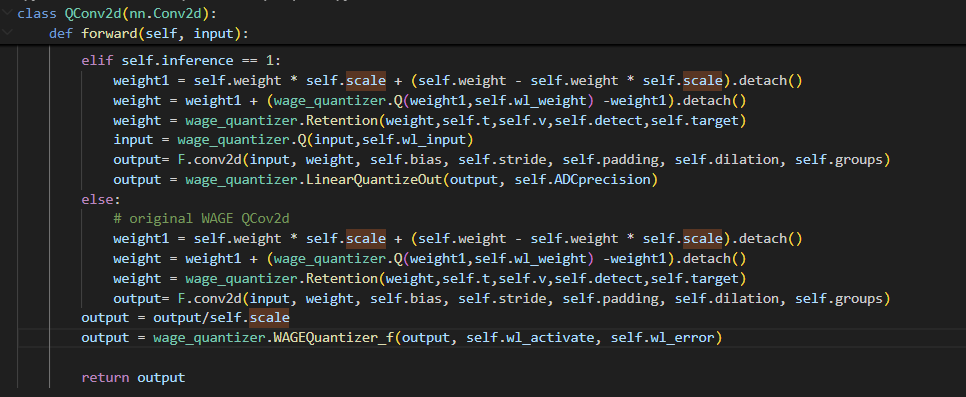 class QConv2d(nn.Conv2d):
    def forward(self, input):
        elif self.inference == 1:
            weight1 = self.weight * self.scale + (self.weight - self.weight * self.scale).detach()
            weight = weight1 + (wage_quantizer.Q(weight1,self.wl_weight) -weight1).detach()
            weight = wage_quantizer.Retention(weight,self.t,self.v,self.detect,self.target)
            input = wage_quantizer.Q(input,self.wl_input)
            output= F.conv2d(input, weight, self.bias, self.stride, self.padding, self.dilation, self.groups)
            output = wage_quantizer.LinearQuantizeOut(output, self.ADCprecision)
        else:
            # original WAGE QCov2d
            weight1 = self.weight * self.scale + (self.weight - self.weight * self.scale).detach()
            weight = weight1 + (wage_quantizer.Q(weight1,self.wl_weight) -weight1).detach()
            weight = wage_quantizer.Retention(weight,self.t,self.v,self.detect,self.target)
            output= F.conv2d(input, weight, self.bias, self.stride, self.padding, self.dilation, self.groups)
        output = output/self.scale
        output = wage_quantizer.WAGEQuantizer_f(output, self.wl_activate, self.wl_error)
        return output